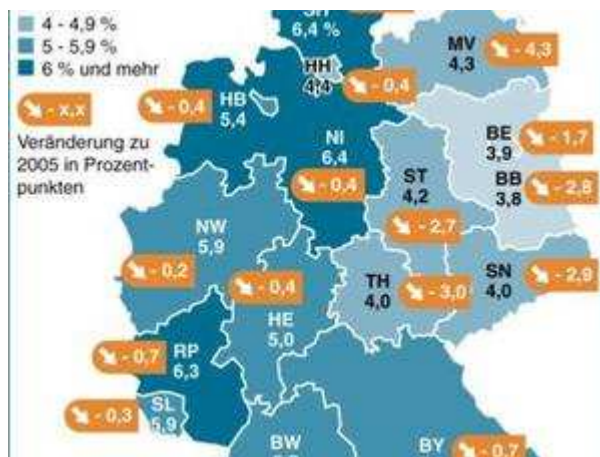 4 - 4,9 %
5 - 5,9 %
6 % und mehr
- x,x
Veränderung zu
2005 in Prozent-
punkten
SH
6,4 %
HH
4,4
- 0,4
MV
4,3
- 4,3
- 0,4
HB
5,4
NI
6,4
- 0,4
BE
3,9
- 1,7
BB
3,8
- 2,8
ST
4,2
- 2,7
NW
5,9
- 0,2
- 0,4
HE
5,0
TH
4,0
- 3,0
SN
4,0
- 2,9
- 0,7
RP
6,3
- 0,3
SL
5,9
BW
BY
- 0,7